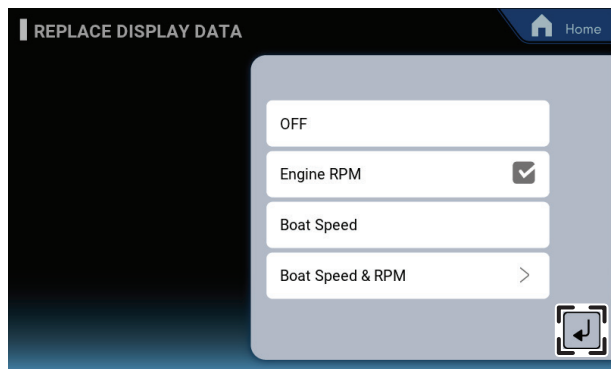 REPLACE DISPLAY DATA
Home
OFF
Engine RPM
Boat Speed
Boat Speed & RPM